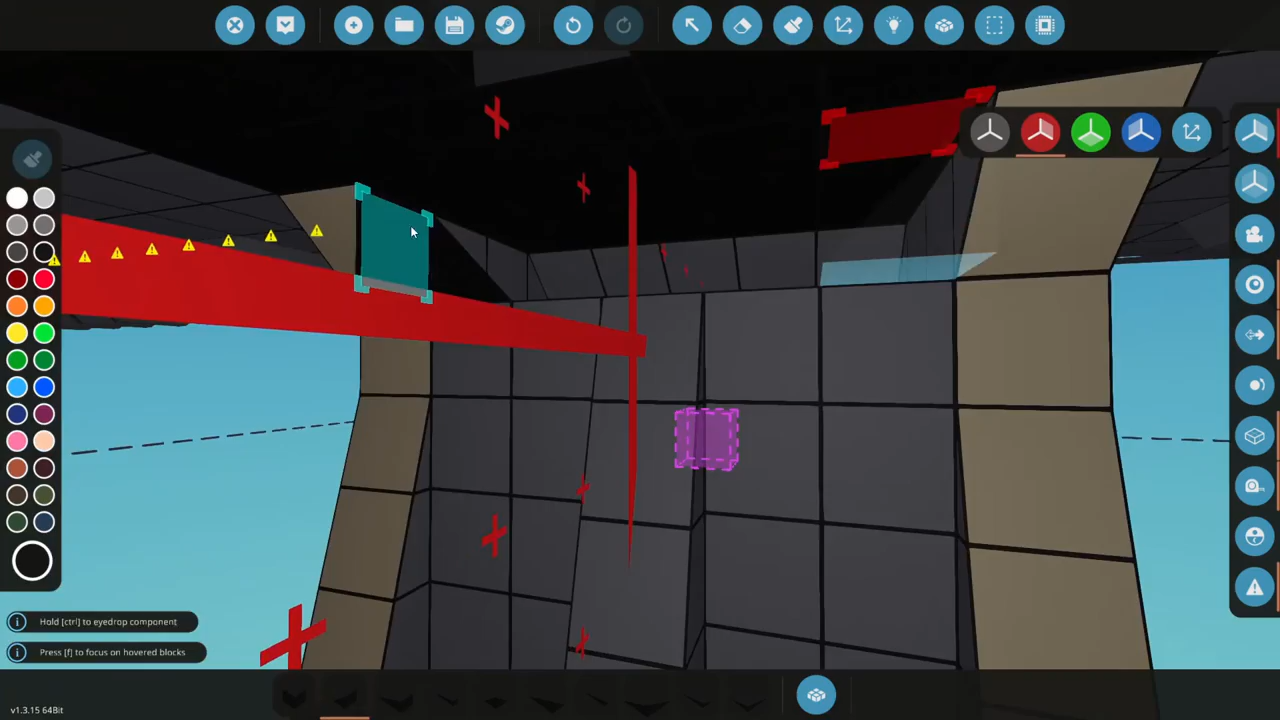 Hold [ctrl] to eyedrop component
Press [f] to focus on hovered blocks
v1.3.15 64Bit